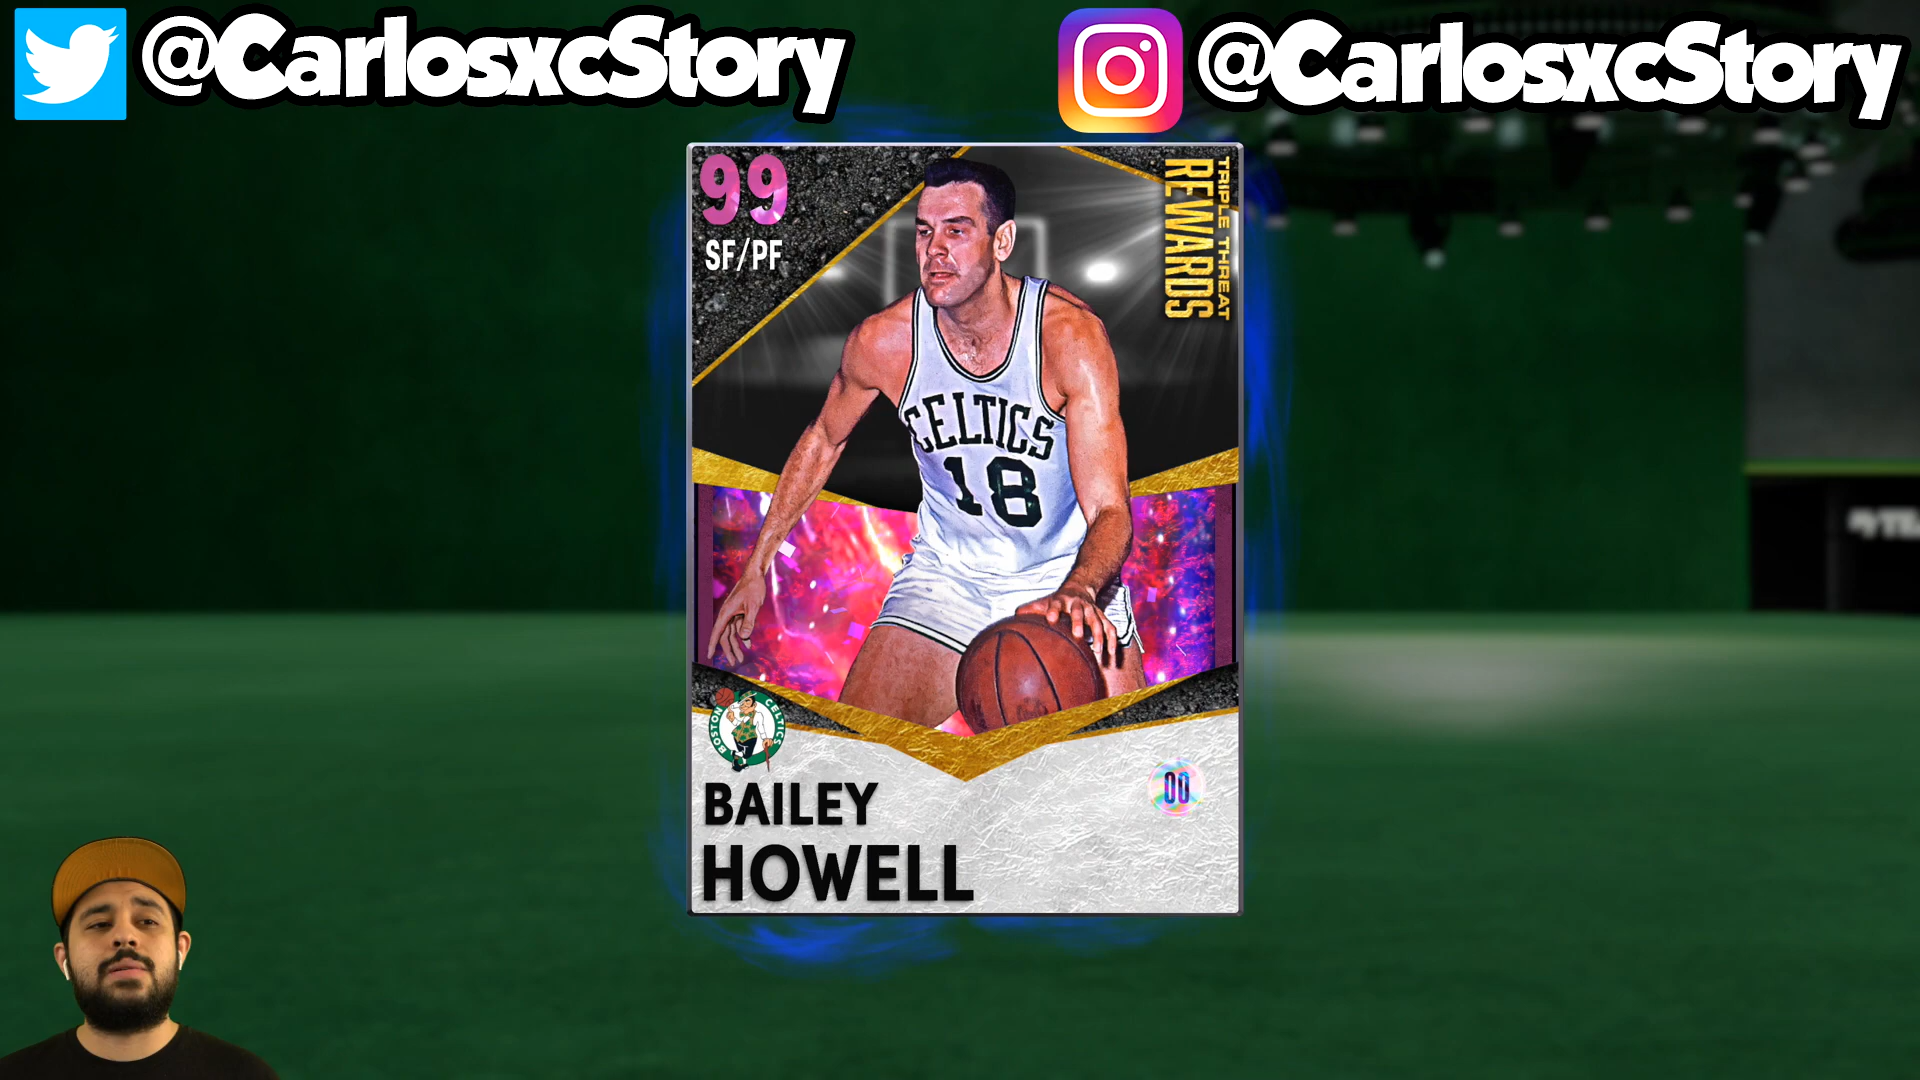 @CarlosxcStory
@CarlosxcStory
99
SF/PF
TRIPLE THREAT
REWARDS
CELTICS
18
BOSTON CELTICS
00
BAILEY
HOWELL